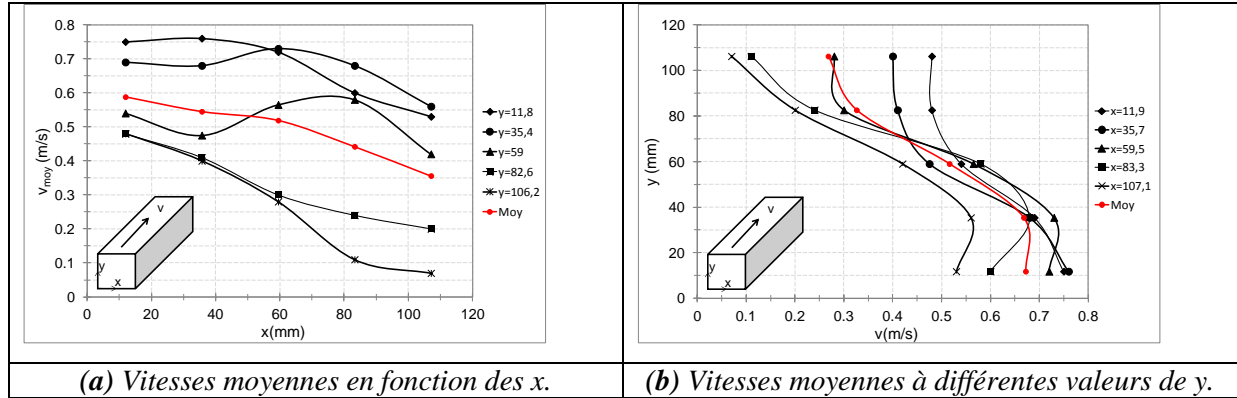 0.8
0.7
0.6
0.5
0.4
0.3
0.2
0.1
0
v_moy (m/s)
0 20 40 60 80 100 120
x(mm)
y=11,8
y=35,4
y=59
y=82,6
y=106,2
Moy
v
y
x
120
100
80
60
40
20
0
y (mm)
0 0.1 0.2 0.3 0.4 0.5 0.6 0.7 0.8
v(m/s)
x=11,9
x=35,7
x=59,5
x=83,3
x=107,1
Moy
v
y
x
(a) Vitesses moyennes en fonction des x.
(b) Vitesses moyennes à différentes valeurs de y.